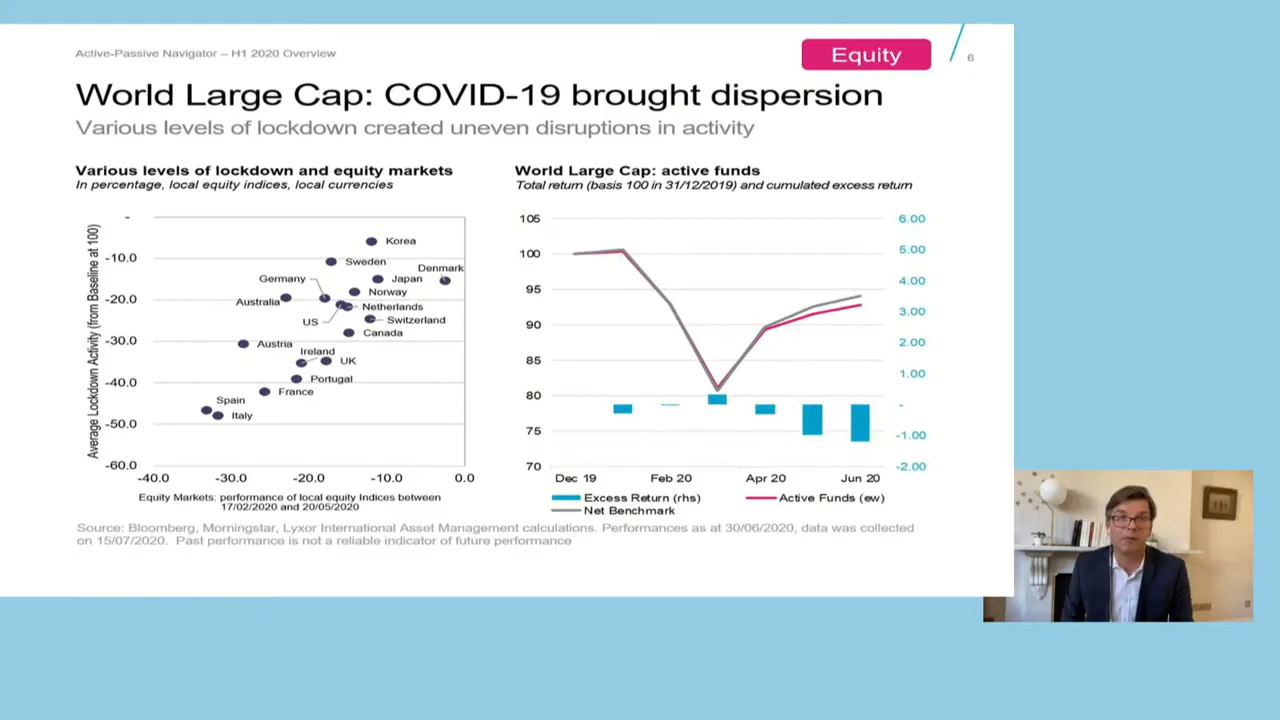 Active-Passive Navigator – H1 2020 Overview
Equity
6
World Large Cap: COVID-19 brought dispersion
Various levels of lockdown created uneven disruptions in activity
Various levels of lockdown and equity markets
In percentage, local equity indices, local currencies
Average Lockdown Activity (from Baseline at 100)
-
-10.0
-20.0
-30.0
-40.0
-50.0
-60.0
Korea
Sweden
Denmark
Germany
Japan
Norway
Australia
Netherlands
US
Switzerland
Canada
Austria
Ireland
UK
Portugal
France
Spain
Italy
-40.0
-30.0
-20.0
-10.0
0.0
Equity Markets: performance of local equity Indices between
17/02/2020 and 20/05/2020
World Large Cap: active funds
Total return (basis 100 in 31/12/2019) and cumulated excess return
105
100
95
90
85
80
75
70
6.00
5.00
4.00
3.00
2.00
1.00
-
-1.00
-2.00
Dec 19
Feb 20
Apr 20
Jun 20
Excess Return (rhs)
Active Funds (ew)
Net Benchmark
Source: Bloomberg, Morningstar, Lyxor International Asset Management calculations. Performances as at 30/06/2020, data was collected
on 15/07/2020. Past performance is not a reliable indicator of future performance